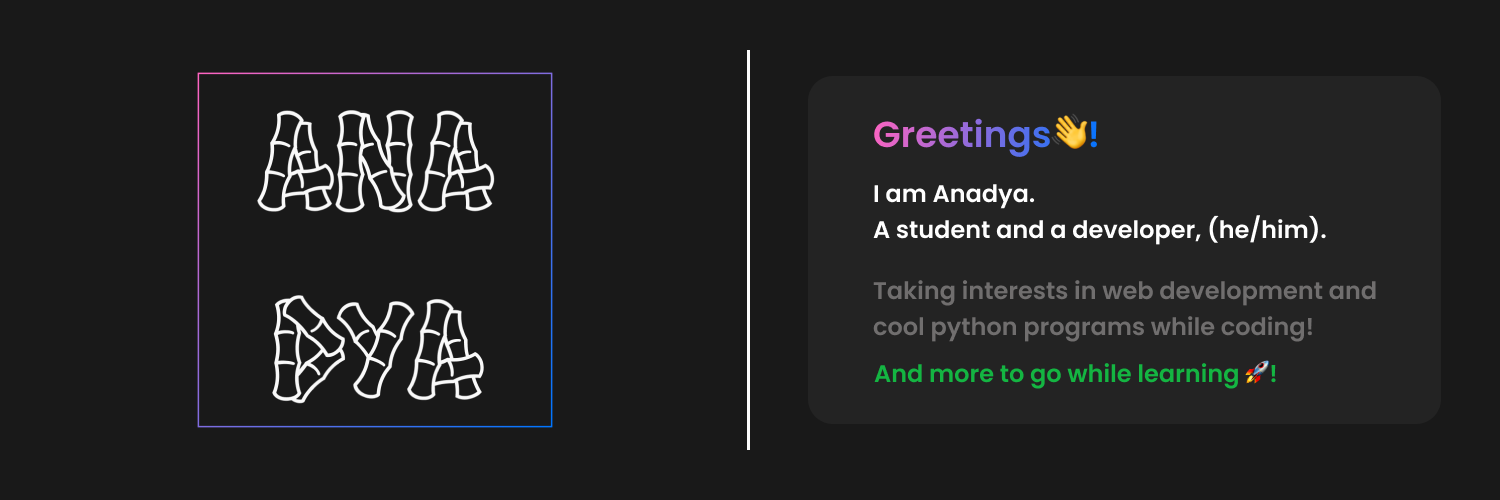 ANA
DYA
Greetings👋!
I am Anadya.
A student and a developer, (he/him).
Taking interests in web development and
cool python programs while coding!
And more to go while learning 🚀!